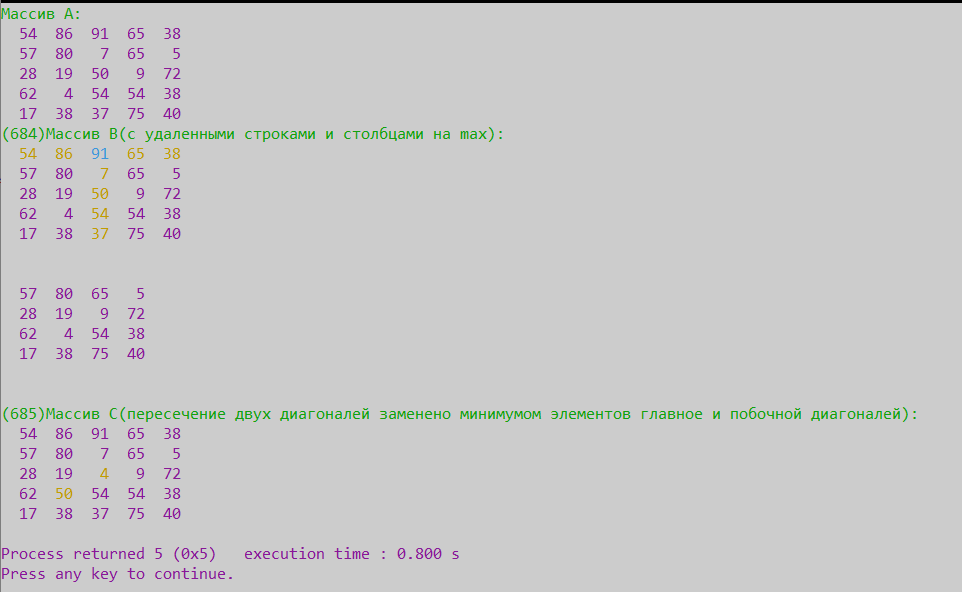 Массив A:
54 86 91 65 38
57 80 7 65 5
28 19 50 9 72
62 4 54 54 38
17 38 37 75 40
(684)Массив B(с удаленными строками и столбцами на max):
54 86 91 65 38
57 80 7 65 5
28 19 50 9 72
62 4 54 54 38
17 38 37 75 40
57 80 65 5
28 19 9 72
62 4 54 38
17 38 75 40
(685)Массив C(пересечение двух диагоналей заменено минимумом элементов главное и побочной диагоналей):
54 86 91 65 38
57 80 7 65 5
28 19 4 9 72
62 50 54 54 38
17 38 37 75 40
Process returned 5 (0x5) execution time : 0.800 s
Press any key to continue.